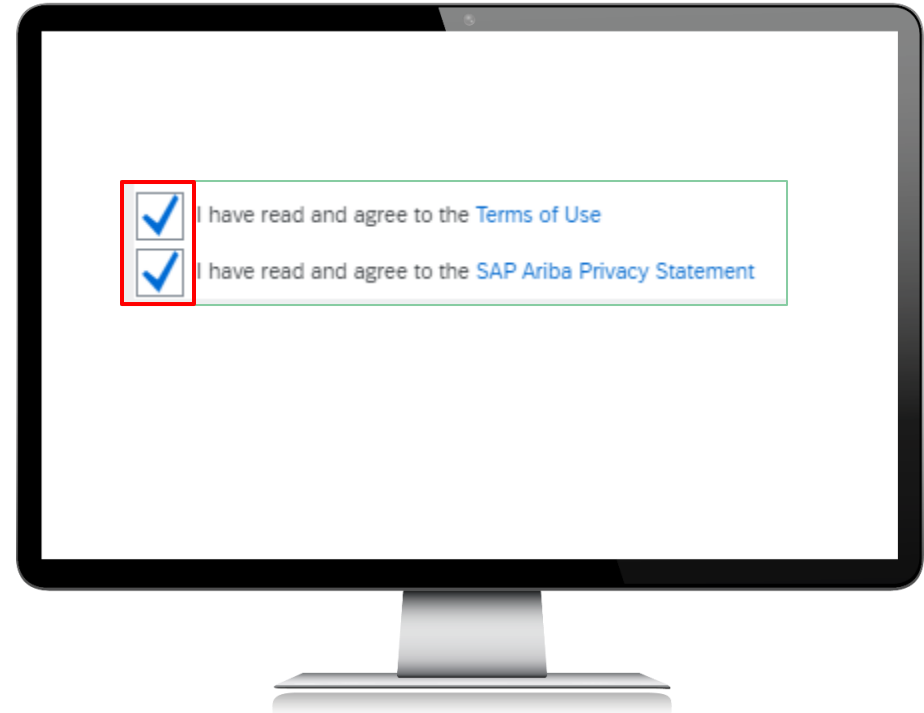 I have read and agree to the Terms of Use
I have read and agree to the SAP Ariba Privacy Statement